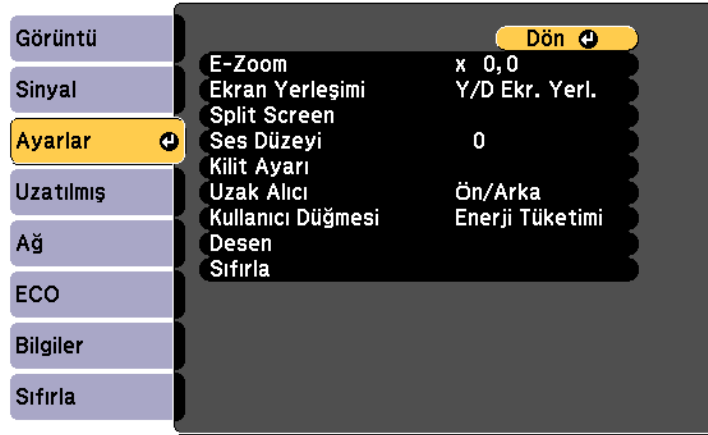 Görüntü
Sinyal
Ayarlar
Uzatılmış
Ağ
ECO
Bilgiler
Sıfırla
Dön
E-Zoom x 0,0
Ekran Yerleşimi Y/D Ekr. Yerl.
Split Screen
Ses Düzeyi 0
Kilit Ayarı
Uzak Alıcı Ön/Arka
Kullanıcı Düğmesi Enerji Tüketimi
Desen
Sıfırla